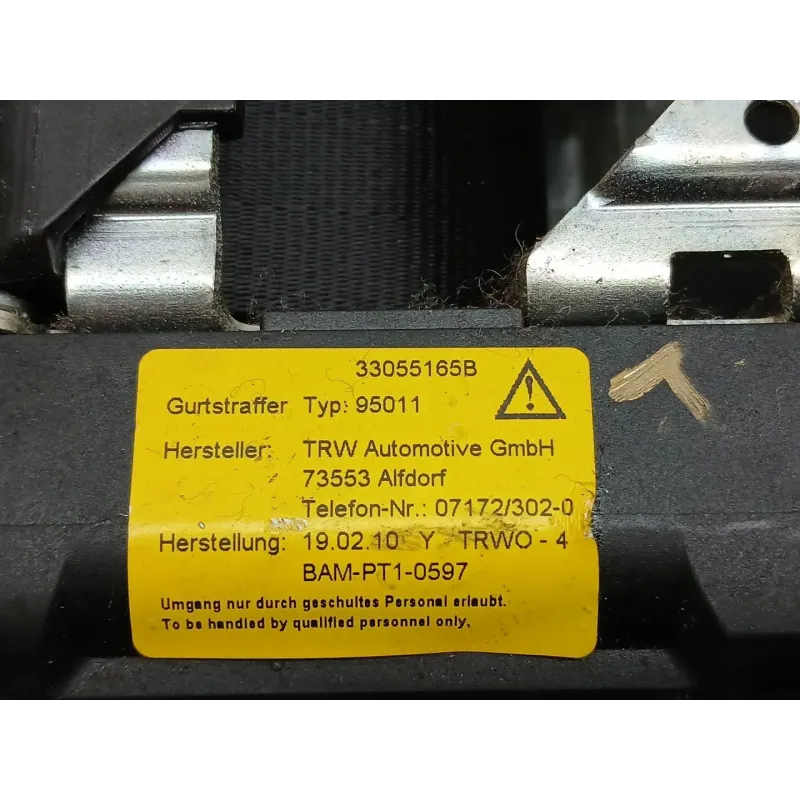 33055165B
Gurtstraffer Typ: 95011
Hersteller: TRW Automotive GmbH
73553 Alfdorf
Telefon-Nr.: 07172/302-0
Herstellung: 19.02.10 Y TRWO - 4
BAM-PT1-0597
Umgang nur durch geschultes Personal erlaubt.
To be handled by qualified personnel only.